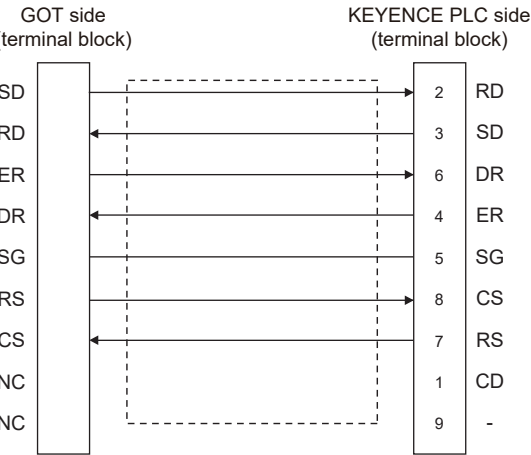 GOT side
(terminal block)
KEYENCE PLC side
(terminal block)
SD 2 RD
RD 3 SD
ER 6 DR
DR 4 ER
SG 5 SG
RS 8 CS
CS 7 RS
NC 1 CD
NC 9 -